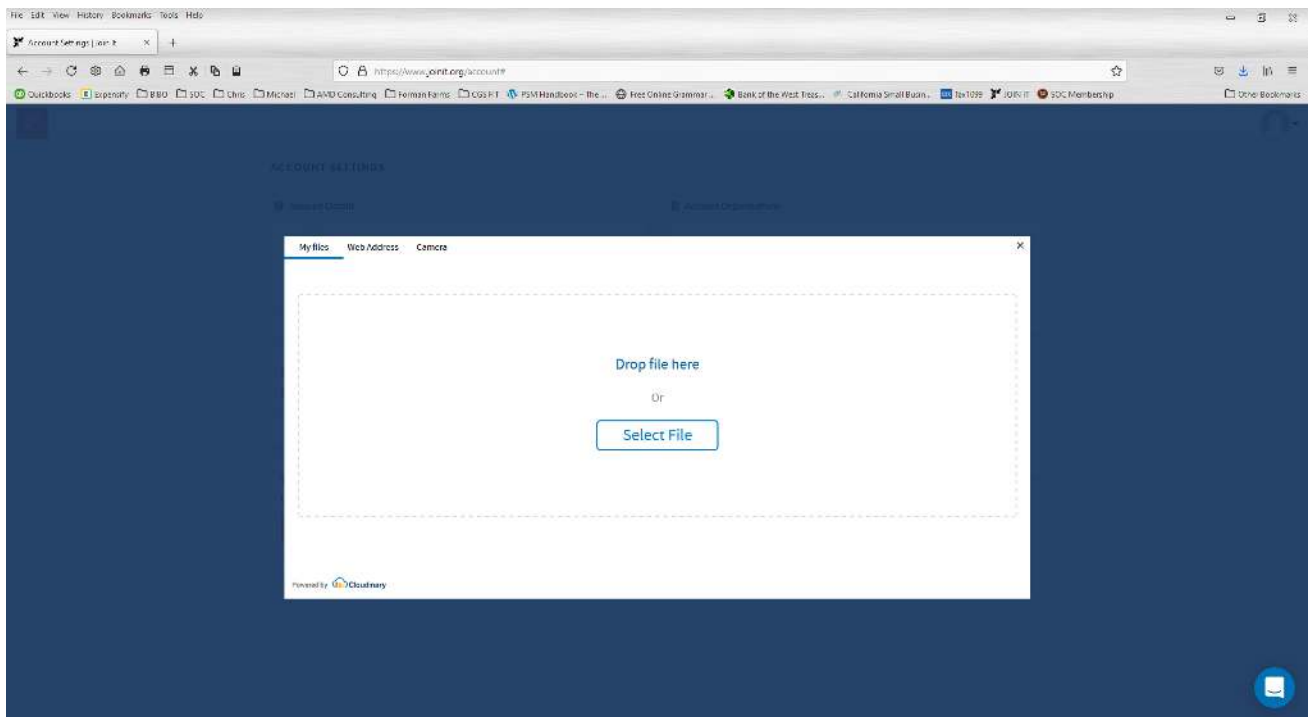 File Edit View History Bookmarks Tools Help
Account Settings | Join It
https://www.joinit.org/account#
Quickbooks Expensify BBO SDC Chris Michael AMD Consulting Forman Farms CGS FIT PSM Handbook – The ... Free Online Grammar ... Bank of the West Treas... California Small Busin... Tax1099 JOIN IT SDC Membership Other Bookmarks
ACCOUNT SETTINGS
Account Organizations
My files Web Address Camera
Drop file here
Or
Select File
Powered by Cloudinary